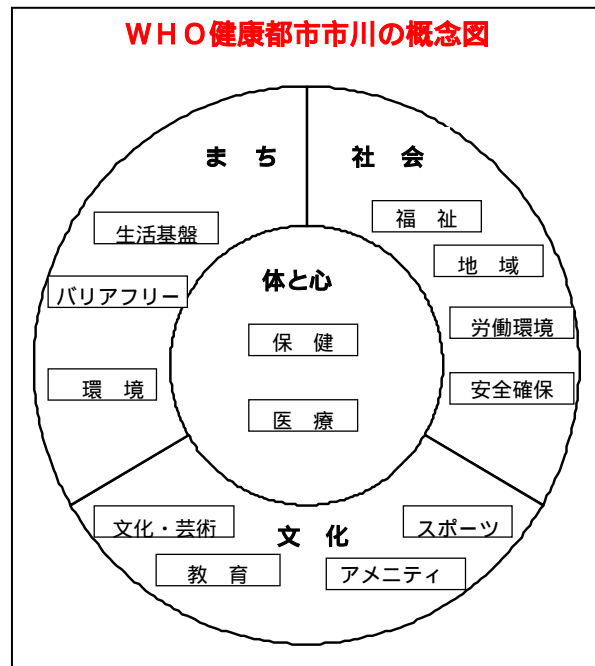 WHO健康都市市川の概念図
まち
生活基盤
バリアフリー
環境
社会
福祉
地域
労働環境
安全確保
体と心
保健
医療
文化
文化・芸術
教育
アメニティ
スポーツ